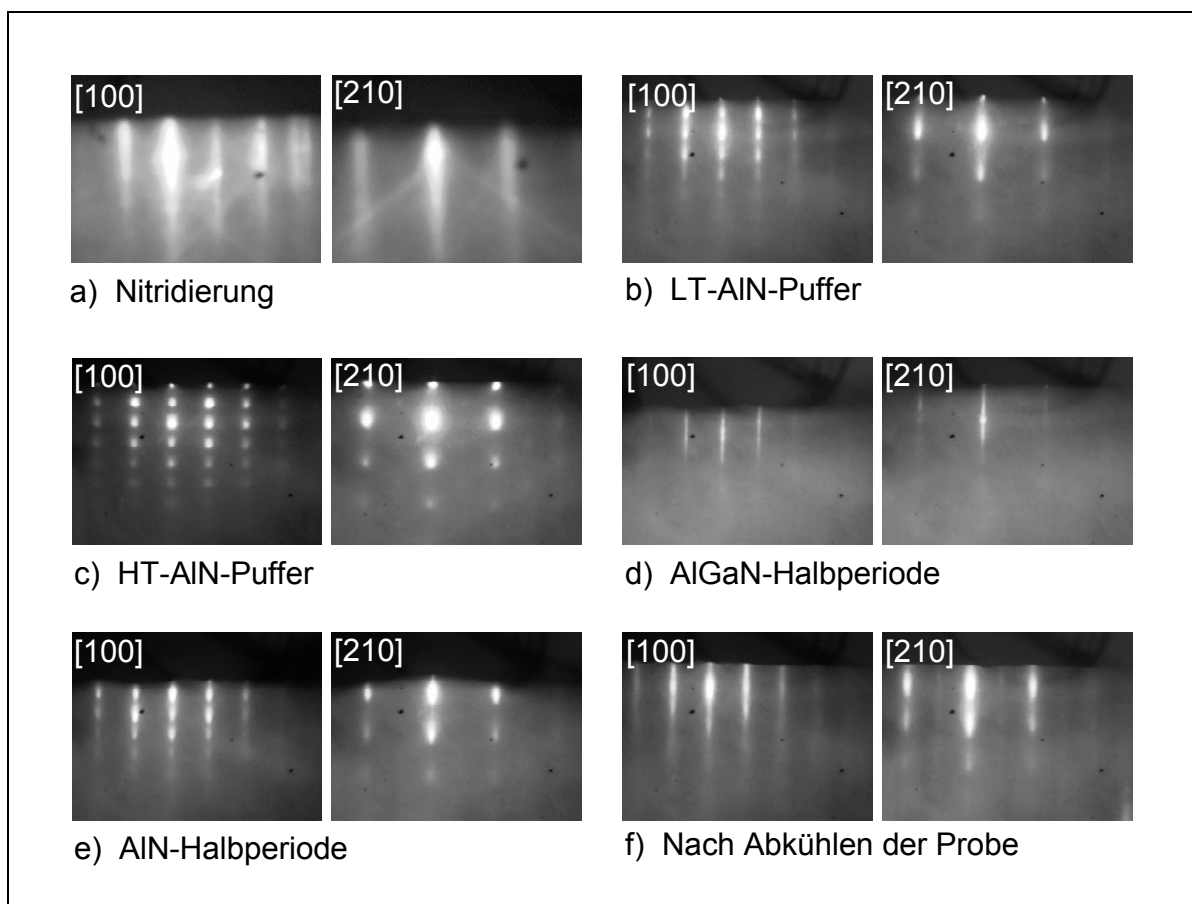 [100] [210]
a) Nitridierung
[100] [210]
b) LT-AlN-Puffer
[100] [210]
c) HT-AlN-Puffer
[100] [210]
d) AlGaN-Halbperiode
[100] [210]
e) AlN-Halbperiode
[100] [210]
f) Nach Abkühlen der Probe